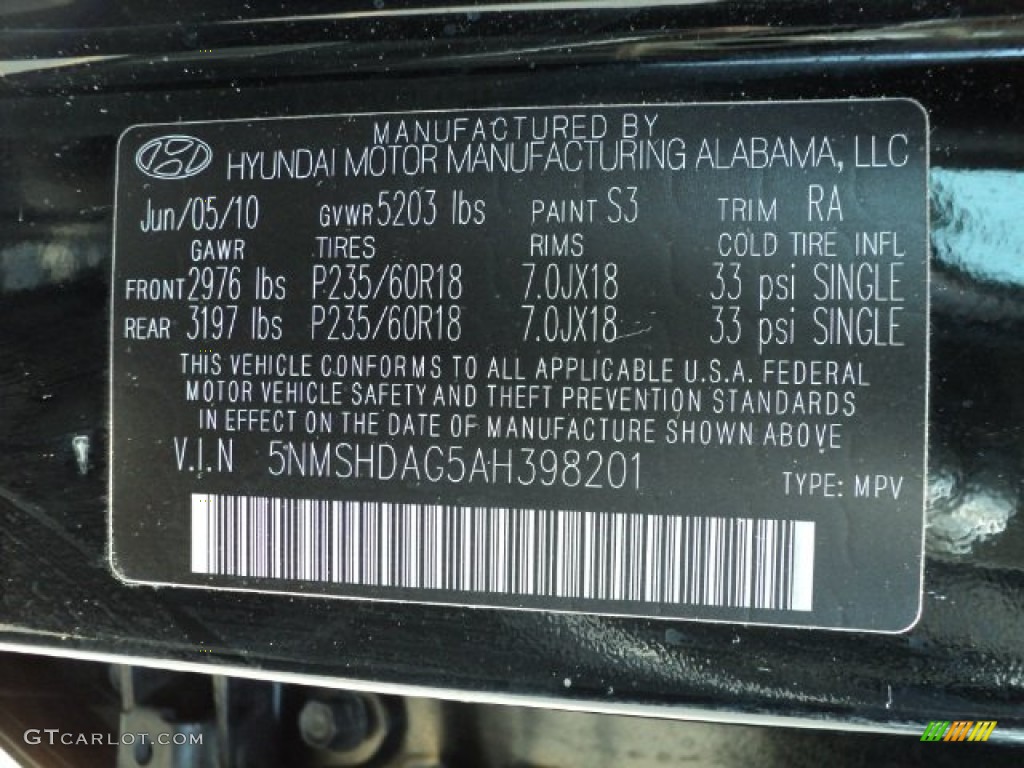 MANUFACTURED BY
HYUNDAI MOTOR MANUFACTURING ALABAMA, LLC
Jun/05/10 GVWR 5203 lbs PAINT S3 TRIM RA
GAWR TIRES RIMS COLD TIRE INFL
FRONT 2976 lbs P235/60R18 7.0JX18 33 psi SINGLE
REAR 3197 lbs P235/60R18 7.0JX18 33 psi SINGLE
THIS VEHICLE CONFORMS TO ALL APPLICABLE U.S.A. FEDERAL
MOTOR VEHICLE SAFETY AND THEFT PREVENTION STANDARDS
IN EFFECT ON THE DATE OF MANUFACTURE SHOWN ABOVE
V.I.N 5NMSHDAG5AH398201
TYPE: MPV
GTCARLOT.COM